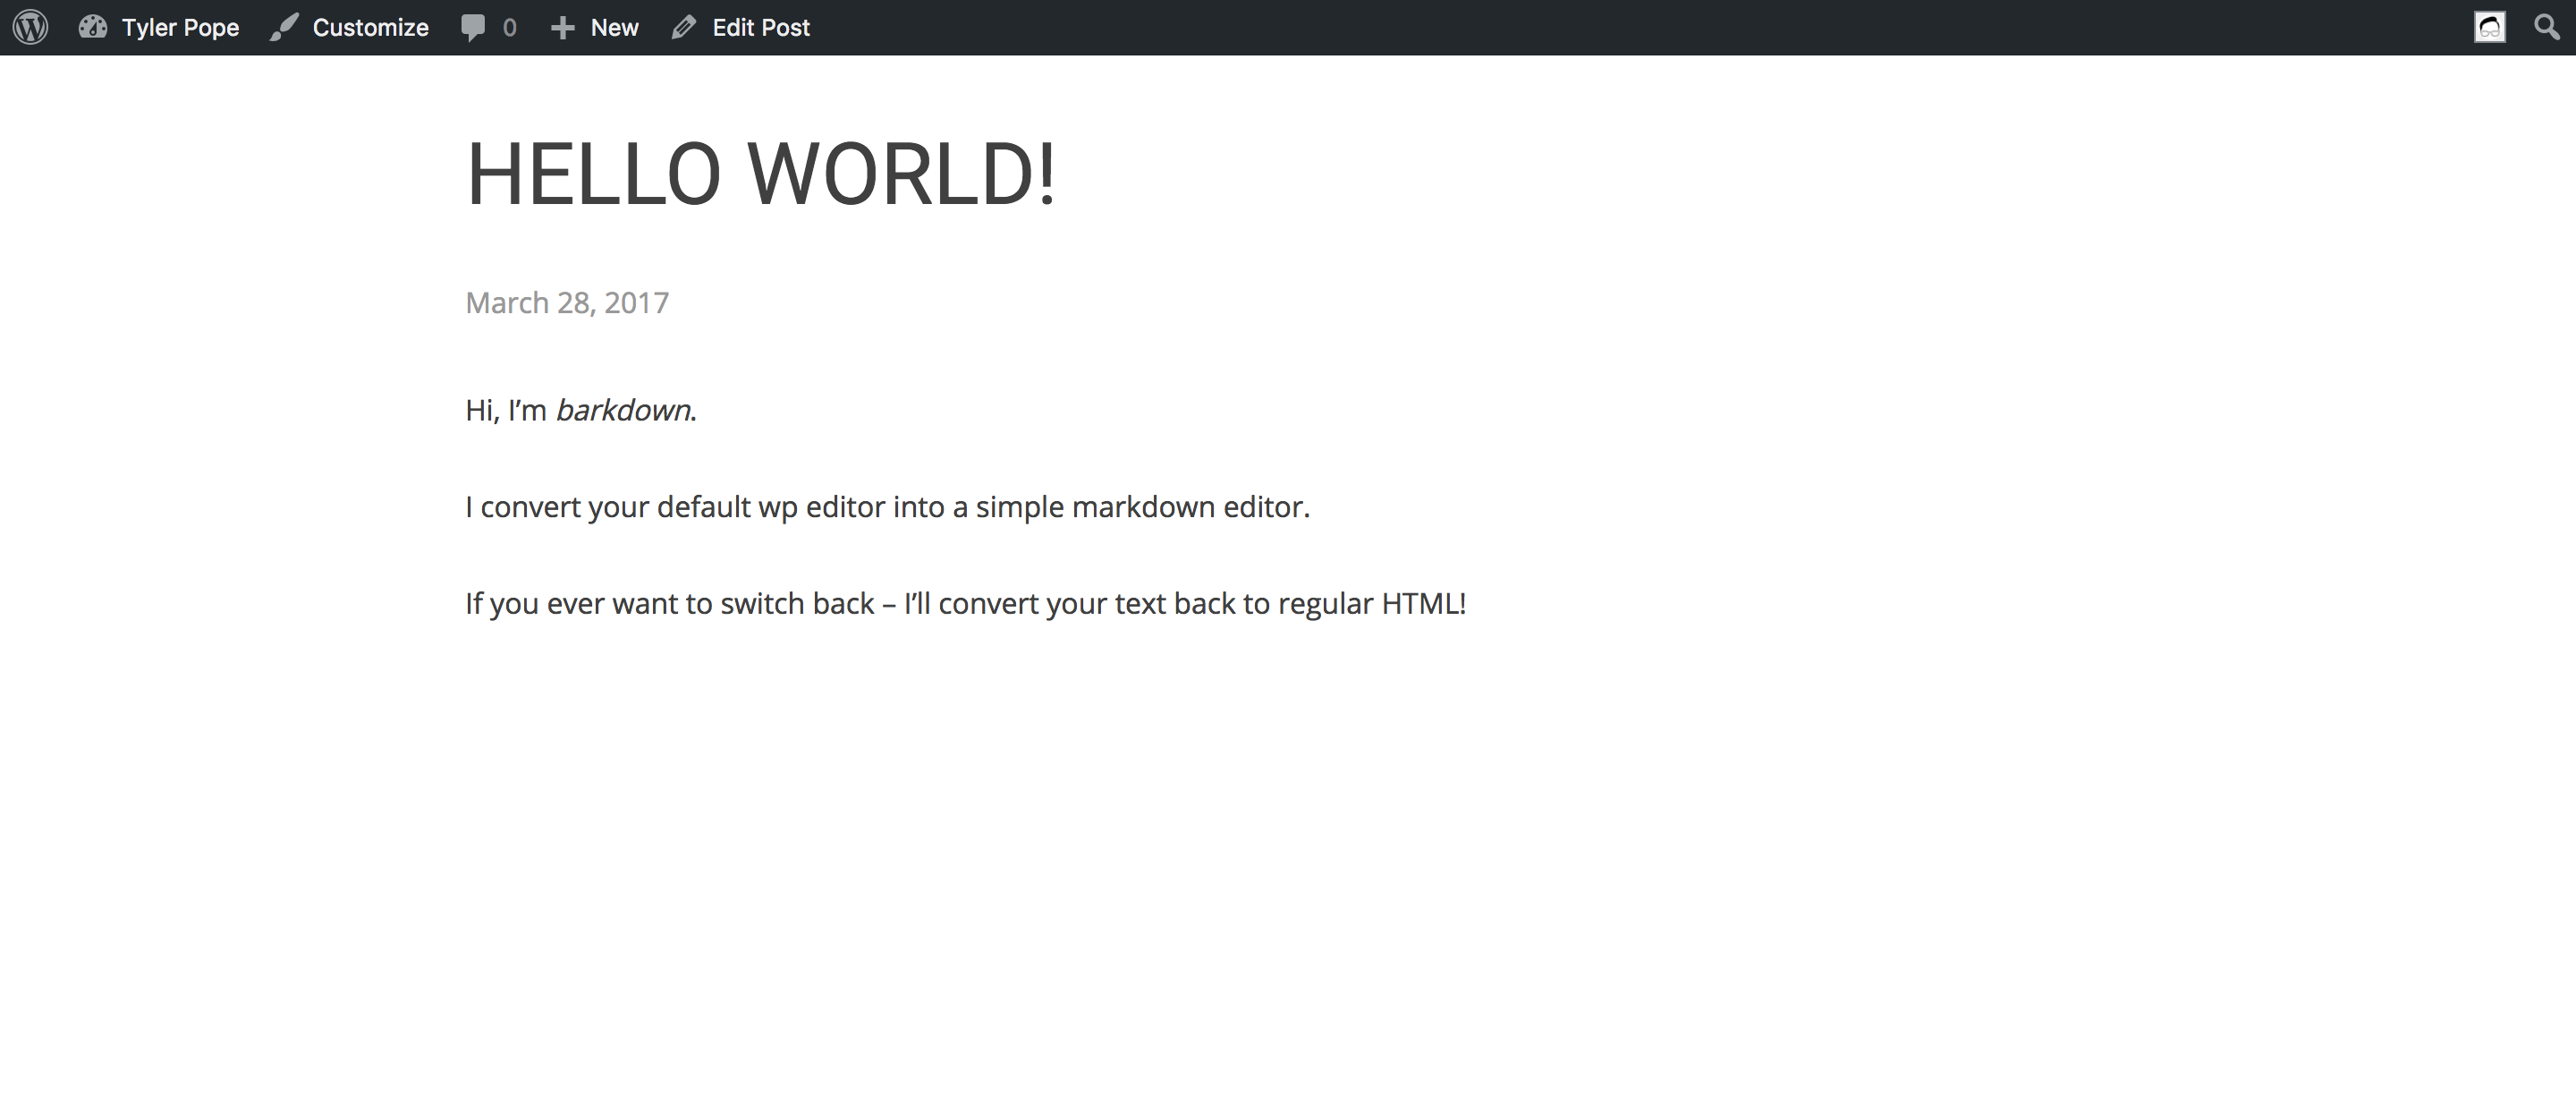 Tyler Pope Customize 0 New Edit Post
HELLO WORLD!
March 28, 2017
Hi, I’m barkdown.
I convert your default wp editor into a simple markdown editor.
If you ever want to switch back – I’ll convert your text back to regular HTML!